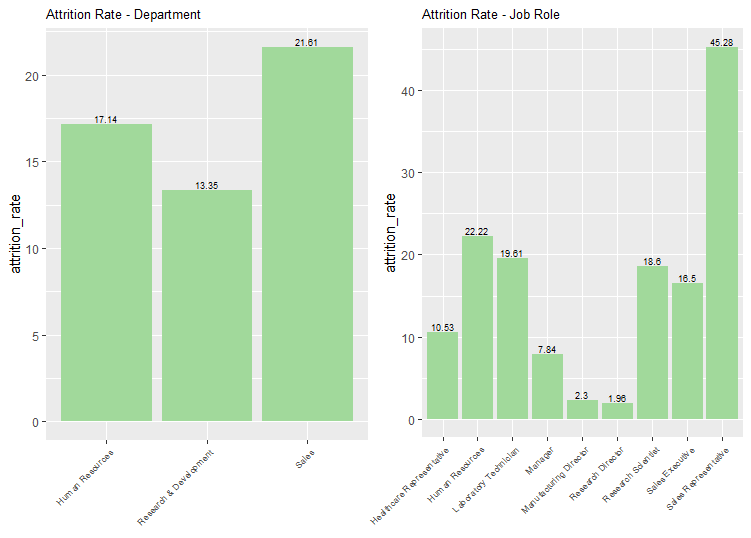 Attrition Rate - Department
attrition_rate
20
15
10
5
0
17.14
13.35
21.61
Human Resources
Research & Development
Sales
Attrition Rate - Job Role
attrition_rate
40
30
20
10
0
10.53
22.22
19.61
7.84
2.3
1.96
18.6
16.5
45.28
Healthcare Representative
Human Resources
Laboratory Technician
Manager
Manufacturing Director
Research Director
Research Scientist
Sales Executive
Sales Representative